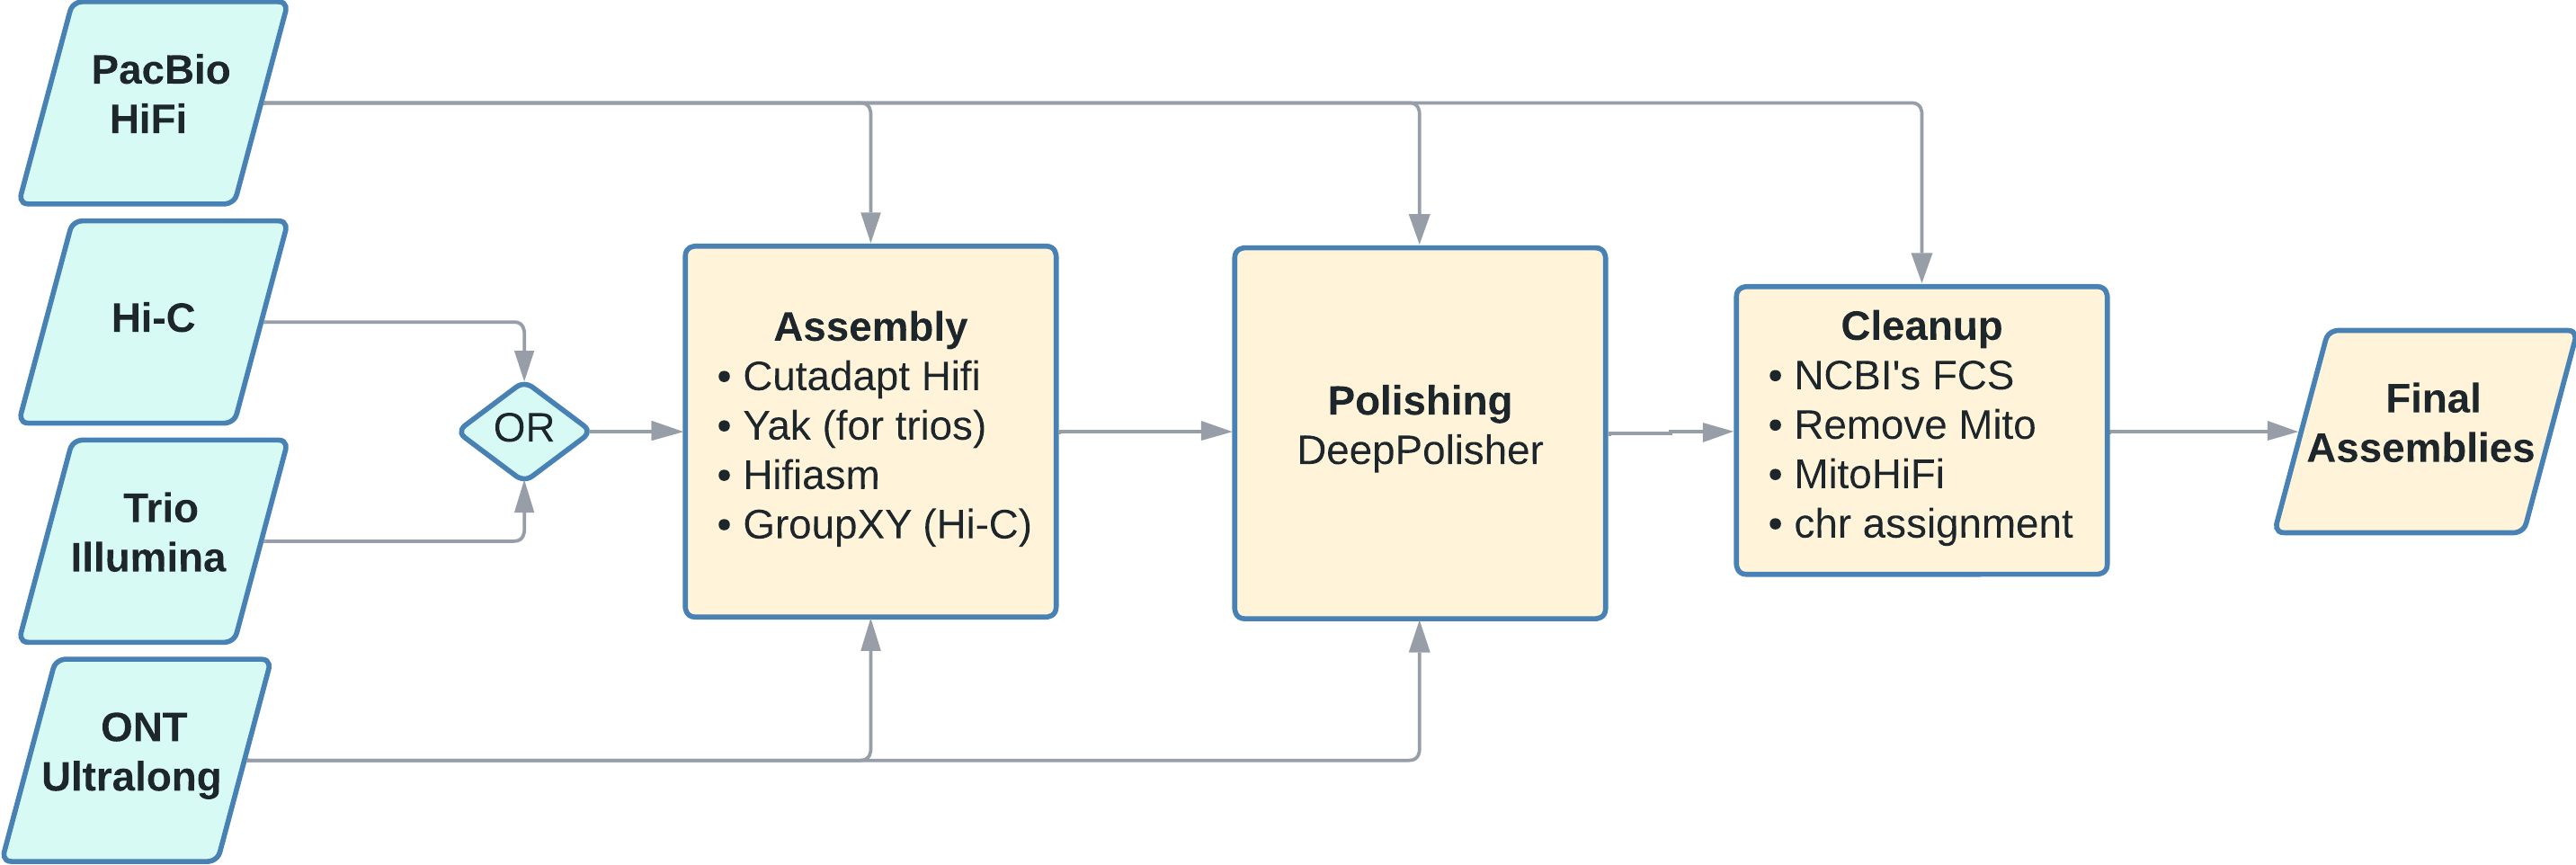 PacBio
HiFi
Hi-C
Trio
Illumina
ONT
Ultralong
OR
Assembly
• Cutadapt Hifi
• Yak (for trios)
• Hifiasm
• GroupXY (Hi-C)
Polishing
DeepPolisher
Cleanup
• NCBI's FCS
• Remove Mito
• MitoHiFi
• chr assignment
Final
Assemblies